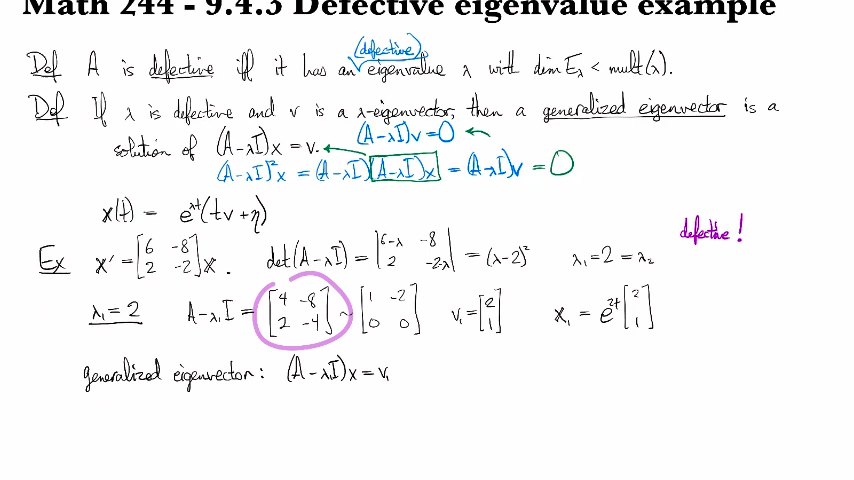 Math 244 - 9.4.3 Defective eigenvalue example
(defective)
Def A is defective iff it has an eigenvalue λ with dim E_λ < mult(λ).
Def If λ is defective and v is a λ-eigenvector, then a generalized eigenvector is a
solution of (A-λI)x = v. (A-λI)v = 0 ←
(A-λI)²x = (A-λI)(A-λI)x = (A-λI)v = 0
x(t) = e^{λt}(tv + η)
defective!
Ex x' = [6 -8; 2 -2]x. det(A-λI) = |6-λ -8; 2 -2-λ| = (λ-2)² λ₁=2=λ₂
λ₁=2 A-λ₁I = [4 -8; 2 -4] ~ [1 -2; 0 0] v₁=[2; 1] x₁ = e^{2t}[2; 1]
generalized eigenvector: (A-λ₁I)x = v₁